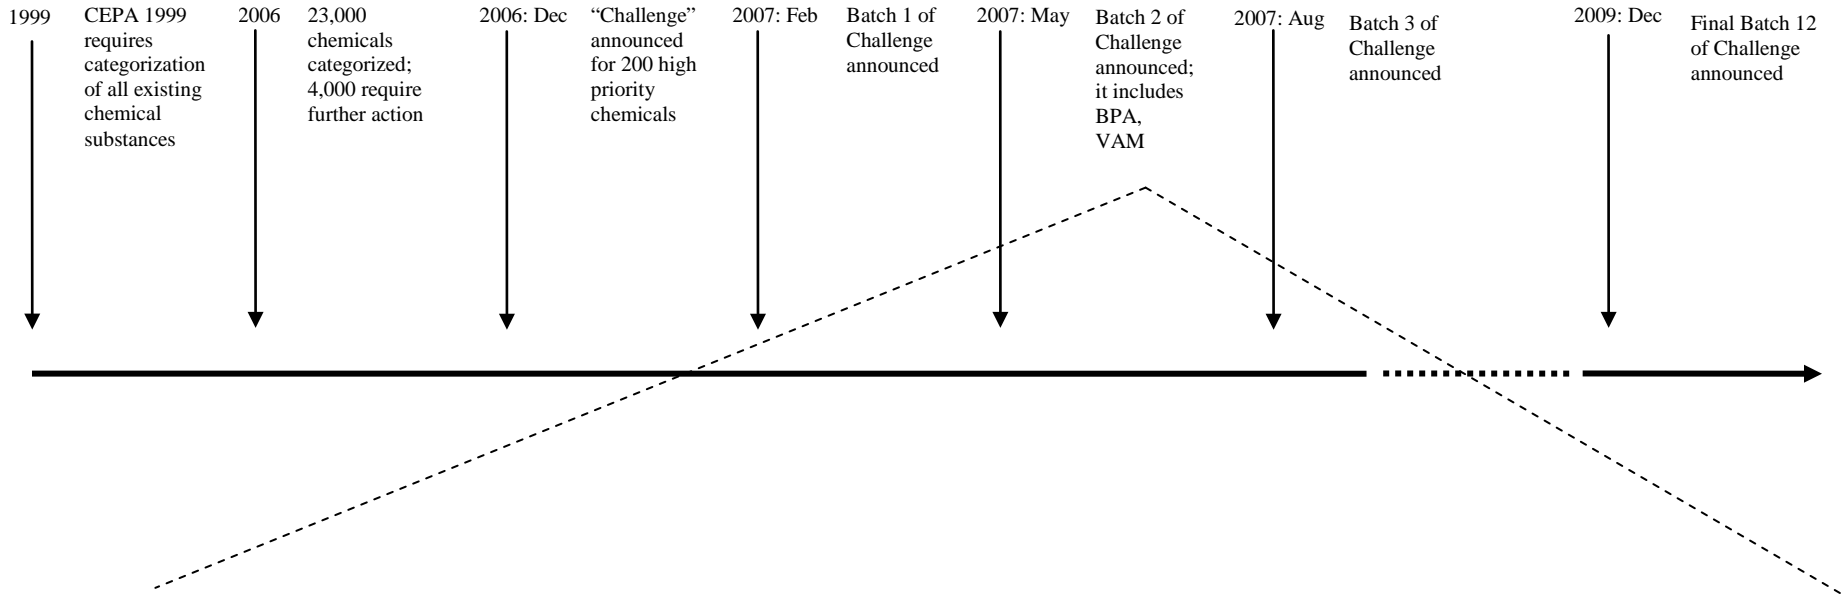 1999
CEPA 1999
requires
categorization
of all existing
chemical
substances
2006
23,000
chemicals
categorized;
4,000 require
further action
2006: Dec
“Challenge”
announced
for 200 high
priority
chemicals
2007: Feb
Batch 1 of
Challenge
announced
2007: May
Batch 2 of
Challenge
announced;
it includes
BPA,
VAM
2007: Aug
Batch 3 of
Challenge
announced
2009: Dec
Final Batch 12
of Challenge
announced